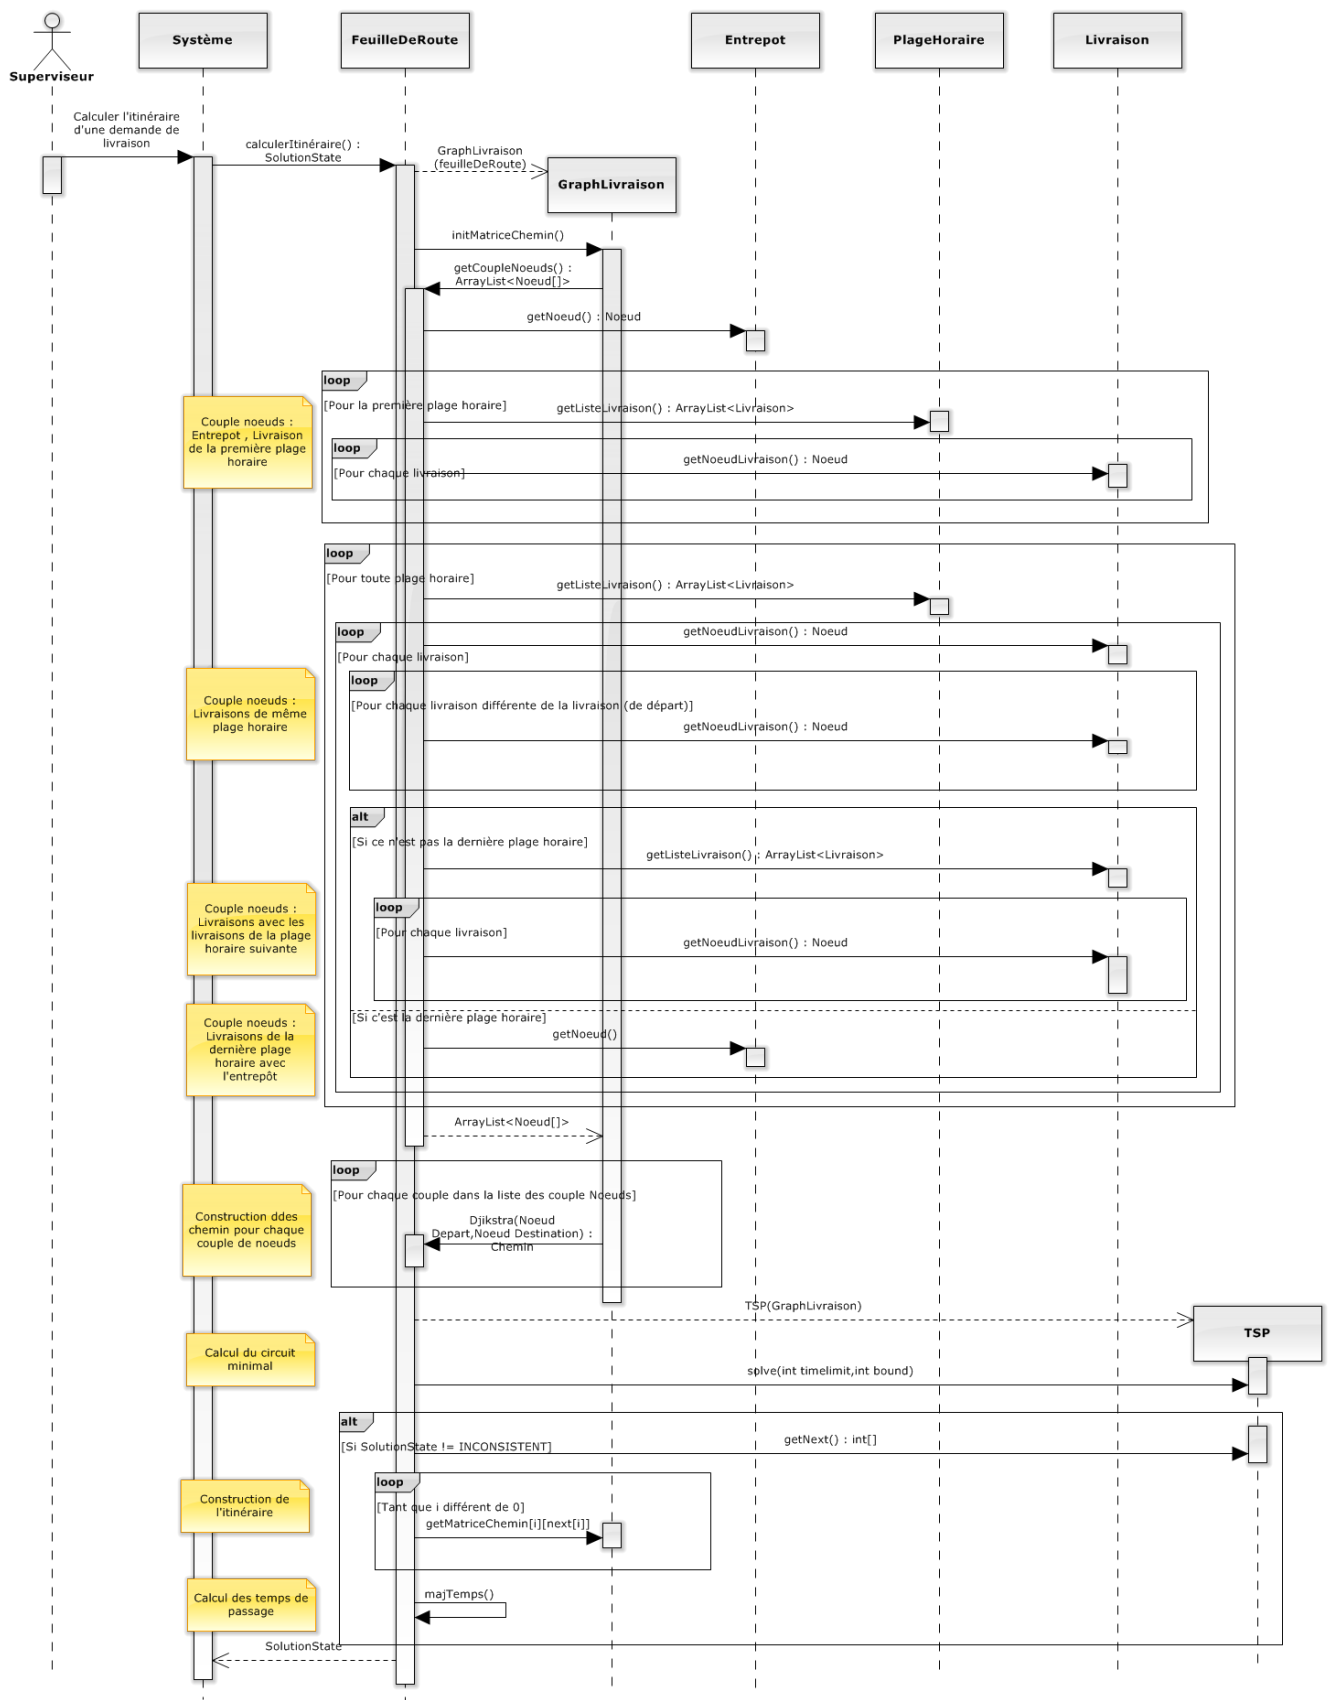 Superviseur
Système
FeuilleDeRoute
Entrepot
PlageHoraire
Livraison
Calculer l'itinéraire
d'une demande de
livraison
calculerItinéraire() :
SolutionState
GraphLivraison
(feuilleDeRoute)
GraphLivraison
initMatriceChemin()
getCoupleNoeuds() :
ArrayList<Noeud[]>
getNoeud() : Noeud
loop
[Pour la première plage horaire]
getListeLivraison() : ArrayList<Livraison>
Couple noeuds :
Entrepot , Livraison
de la première plage
horaire
loop
[Pour chaque livraison]
getNoeudLivraison() : Noeud
loop
[Pour toute plage horaire]
getListeLivraison() : ArrayList<Livraison>
loop
[Pour chaque livraison]
getNoeudLivraison() : Noeud
Couple noeuds :
Livraisons de même
plage horaire
loop
[Pour chaque livraison différente de la livraison (de départ)]
getNoeudLivraison() : Noeud
alt
[Si ce n'est pas la dernière plage horaire]
getListeLivraison() : ArrayList<Livraison>
Couple noeuds :
Livraisons avec les
livraisons de la plage
horaire suivante
loop
[Pour chaque livraison]
getNoeudLivraison() : Noeud
Couple noeuds :
Livraisons de la
dernière plage
horaire avec
l'entrepôt
[Si c'est la dernière plage horaire]
getNoeud()
ArrayList<Noeud[]>
loop
[Pour chaque couple dans la liste des couple Noeuds]
Construction ddes
chemin pour chaque
couple de noeuds
Djikstra(Noeud
Depart,Noeud Destination) :
Chemin
TSP(GraphLivraison)
TSP
Calcul du circuit
minimal
solve(int timelimit,int bound)
alt
[Si SolutionState != INCONSISTENT]
getNext() : int[]
Construction de
l'itinéraire
loop
[Tant que i différent de 0]
getMatriceChemin[i][next[i]]
Calcul des temps de
passage
majTemps()
SolutionState